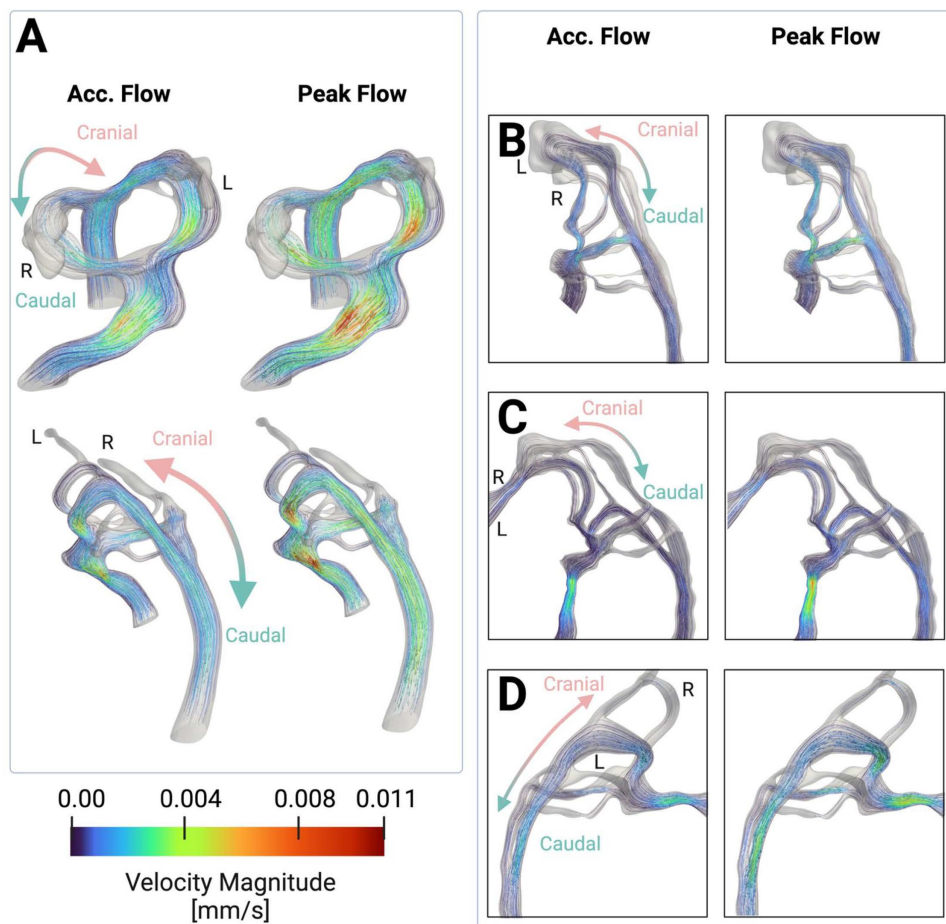 A
Acc. Flow
Peak Flow
Cranial
L
R
Caudal
L
R
Cranial
Caudal
0.00
0.004
0.008
0.011
Velocity Magnitude
[mm/s]
Acc. Flow
Peak Flow
B
Cranial
L
R
Caudal
C
Cranial
R
Caudal
L
D
Cranial
R
L
Caudal